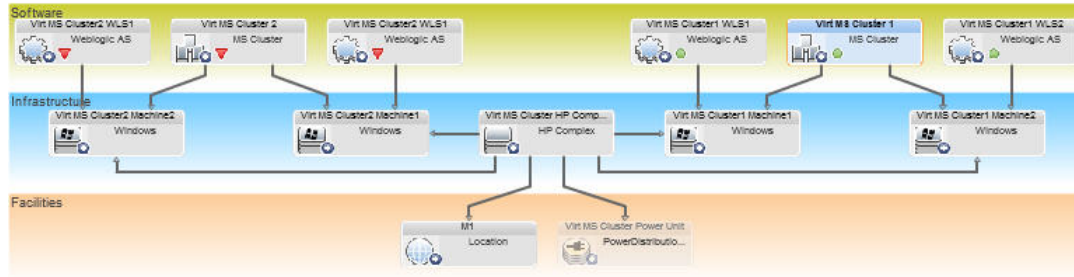 Software
Virt MS Cluster2 WLS1
Weblogic AS
Virt MS Cluster 2
MS Cluster
Virt MS Cluster2 WLS1
Weblogic AS
Virt MS Cluster1 WLS1
Weblogic AS
Virt MS Cluster 1
MS Cluster
Virt MS Cluster1 WLS2
Weblogic AS
Infrastructure
Virt MS Cluster2 Machine2
Windows
Virt MS Cluster2 Machine1
Windows
Virt MS Cluster HP Comp...
HP Complex
Virt MS Cluster1 Machine1
Windows
Virt MS Cluster1 Machine2
Windows
Facilities
M1
Location
Virt MS Cluster Power Unit
PowerDistributio...